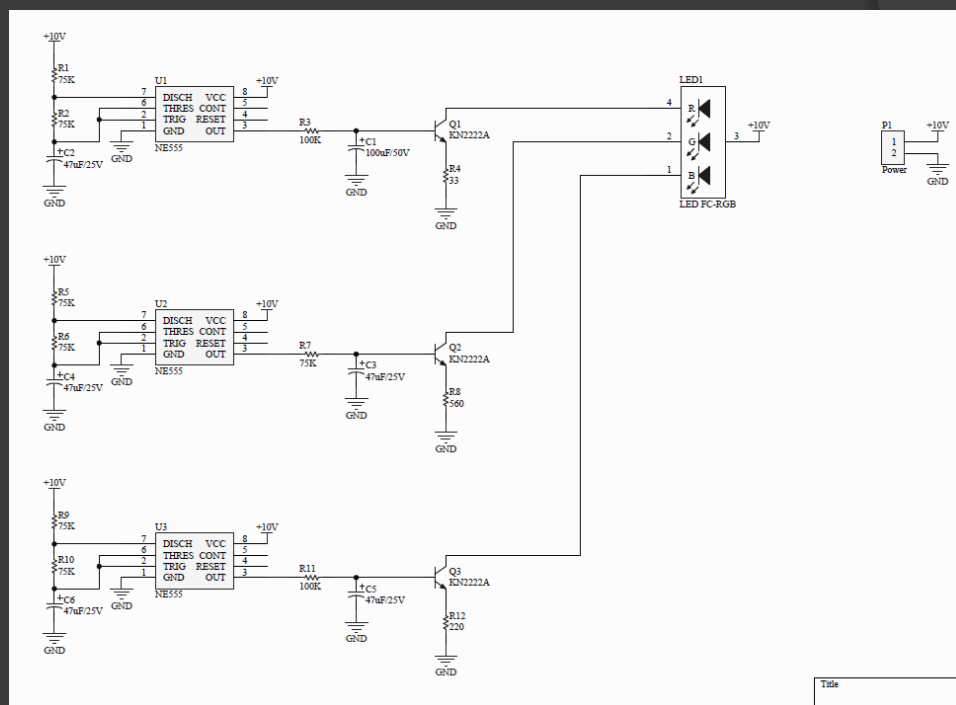 +10V
R1
75K
R2
75K
+
C2
47uF/25V
GND
GND
U1
7
6
2
1
DISCH VCC
THRES CONT
TRIG RESET
GND OUT
8
5
4
3
NE555
+10V
R3
100K
+
C1
100uF/50V
GND
Q1
KN2222A
R4
33
GND
LED1
4
2
1
R
G
B
3
+10V
LED FC-RGB
P1
1
2
Power
+10V
GND
+10V
R5
75K
R6
75K
+
C4
47uF/25V
GND
GND
U2
7
6
2
1
DISCH VCC
THRES CONT
TRIG RESET
GND OUT
8
5
4
3
NE555
+10V
R7
75K
+
C3
47uF/25V
GND
Q2
KN2222A
R8
560
GND
+10V
R9
75K
R10
75K
+
C6
47uF/25V
GND
GND
U3
7
6
2
1
DISCH VCC
THRES CONT
TRIG RESET
GND OUT
8
5
4
3
NE555
+10V
R11
100K
+
C5
47uF/25V
GND
Q3
KN2222A
R12
220
GND
Title